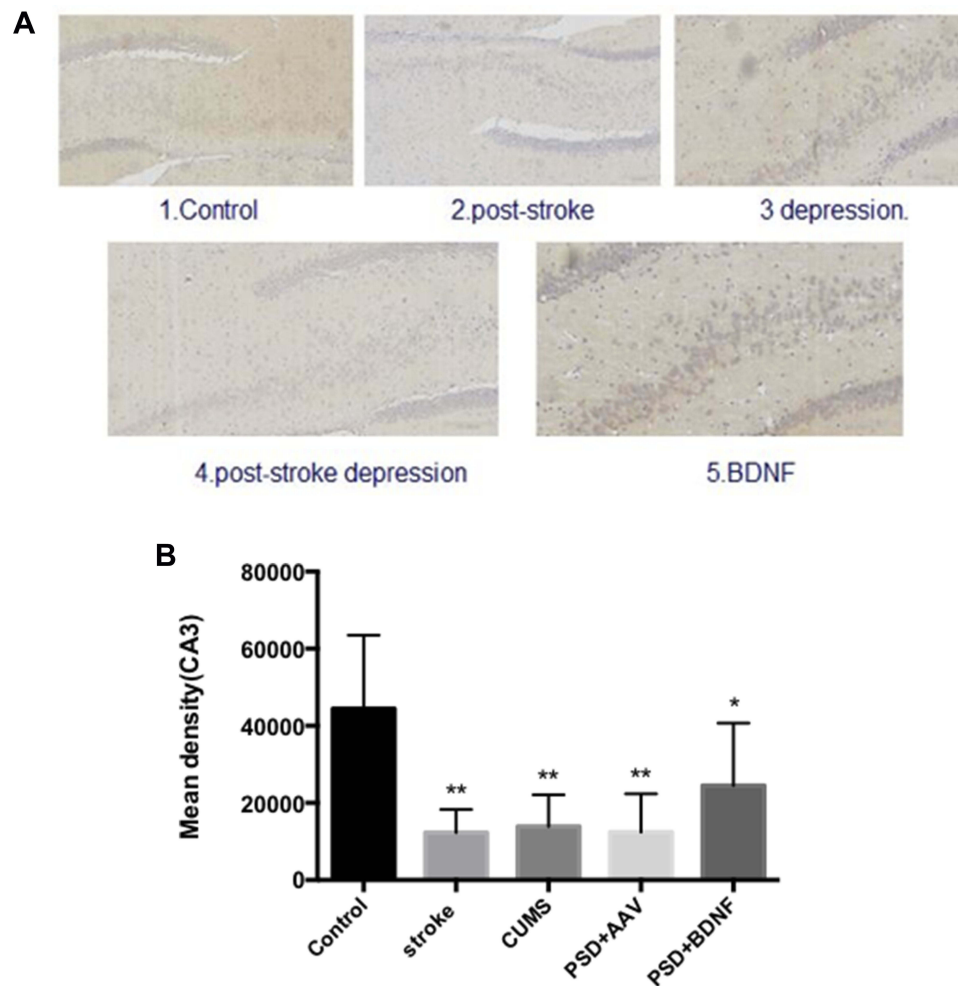 A
1.Control
2.post-stroke
3 depression.
4.post-stroke depression
5.BDNF
B
80000
60000
40000
20000
0
Mean density(CA3)
**
**
**
*
Control
stroke
CUMS
PSD+AAV
PSD+BDNF